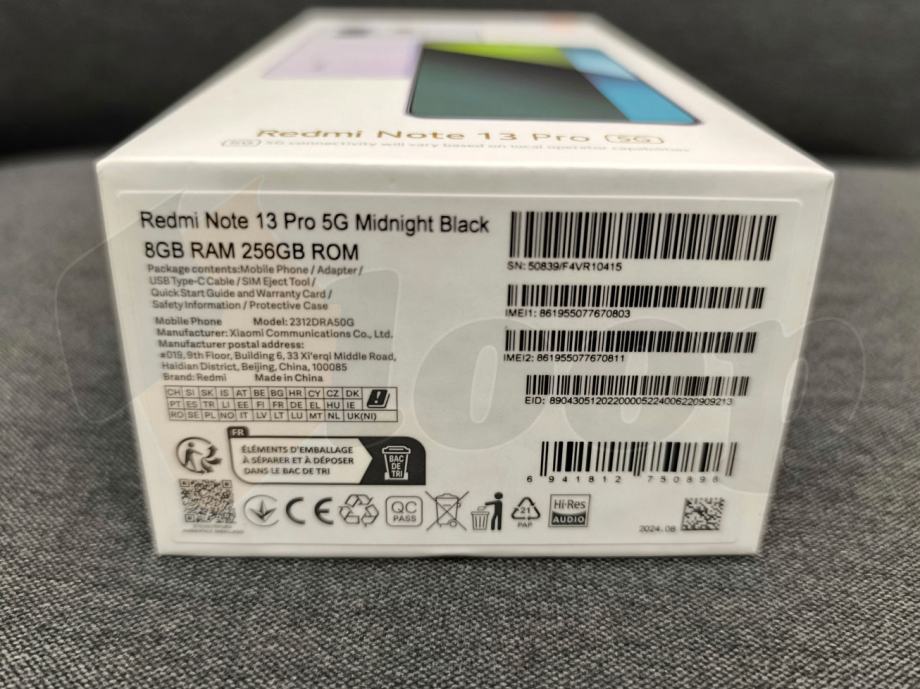 Redmi Note 13 Pro 5G
5G 5G connectivity will vary based on local operator capabilities
Redmi Note 13 Pro 5G Midnight Black
8GB RAM 256GB ROM
Package contents:Mobile Phone / Adapter/
USB Type-C Cable / SIM Eject Tool /
Quick Start Guide and Warranty Card /
Safety Information / Protective Case
Mobile Phone Model: 2312DRA50G
Manufacturer: Xiaomi Communications Co., Ltd.
Manufacturer postal address:
#019, 9th Floor, Building 6, 33 Xi'erqi Middle Road,
Haidian District, Beijing, China, 100085
Brand: Redmi Made in China
CH SI SK IS AT BE BG HR CY CZ DK
PT ES TR LI EE FI FR DE EL HU IE
RO SE PL NO IT LV LT LU MT NL UK(NI)
SN: 50839/F4VR10415
IMEI1: 861955077670803
IMEI2: 861955077670811
EID: 89043051202200005224006220909213
6 941812 750896
FR
ÉLÉMENTS D'EMBALLAGE
À SÉPARER ET À DÉPOSER
DANS LE BAC DE TRI
BAC
DE
TRI
CE
QC
PASS
21
PAP
Hi-Res
AUDIO
2024.08